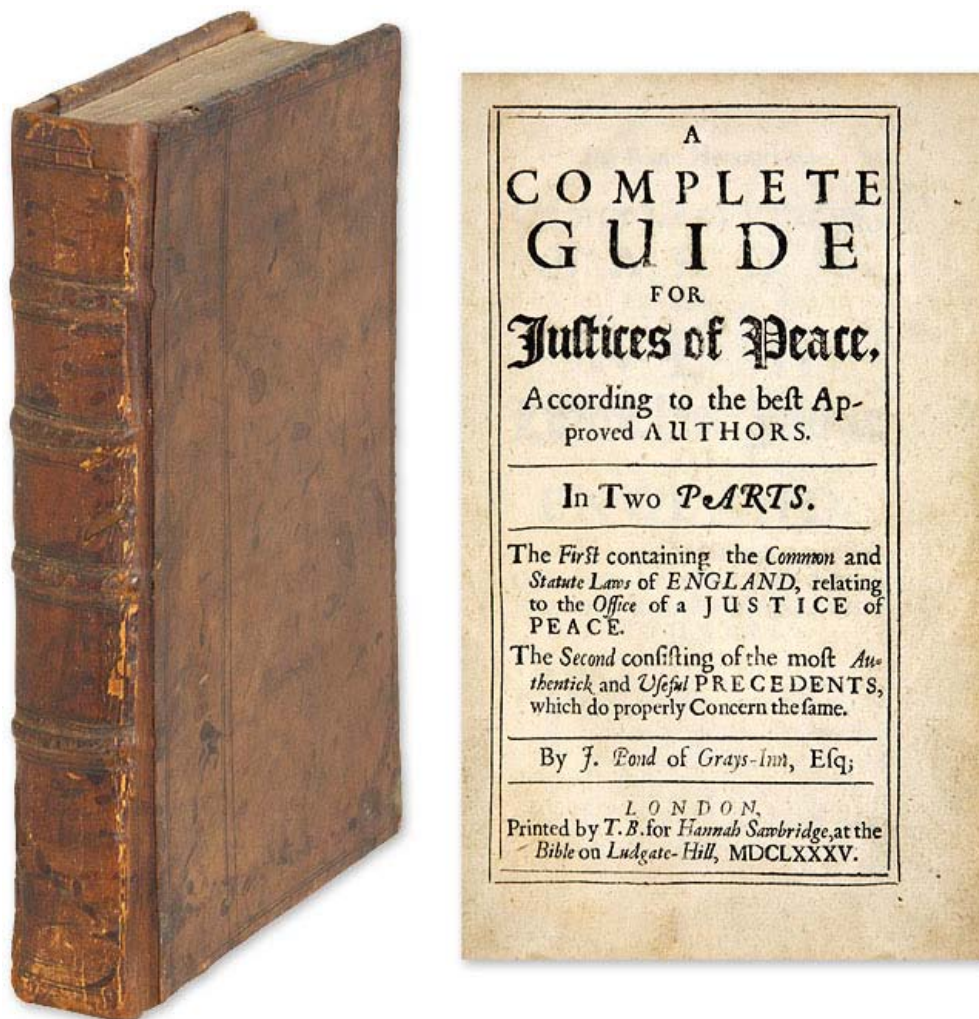 A
COMPLETE
GUIDE
FOR
Juſtices of Peace.
According to the beſt Ap-
proved AUTHORS.
In Two PARTS.
The Firſt containing the Common and
Statute Laws of ENGLAND, relating
to the Office of a JUSTICE of
PEACE.
The Second conſiſting of the moſt Au-
thentick and Uſeful PRECEDENTS,
which do properly Concern the ſame.
By J. Bond of Grays-Inn, Eſq;
LONDON,
Printed by T. B. for Hannah Sawbridge, at the
Bible on Ludgate-Hill, MDCLXXXV.